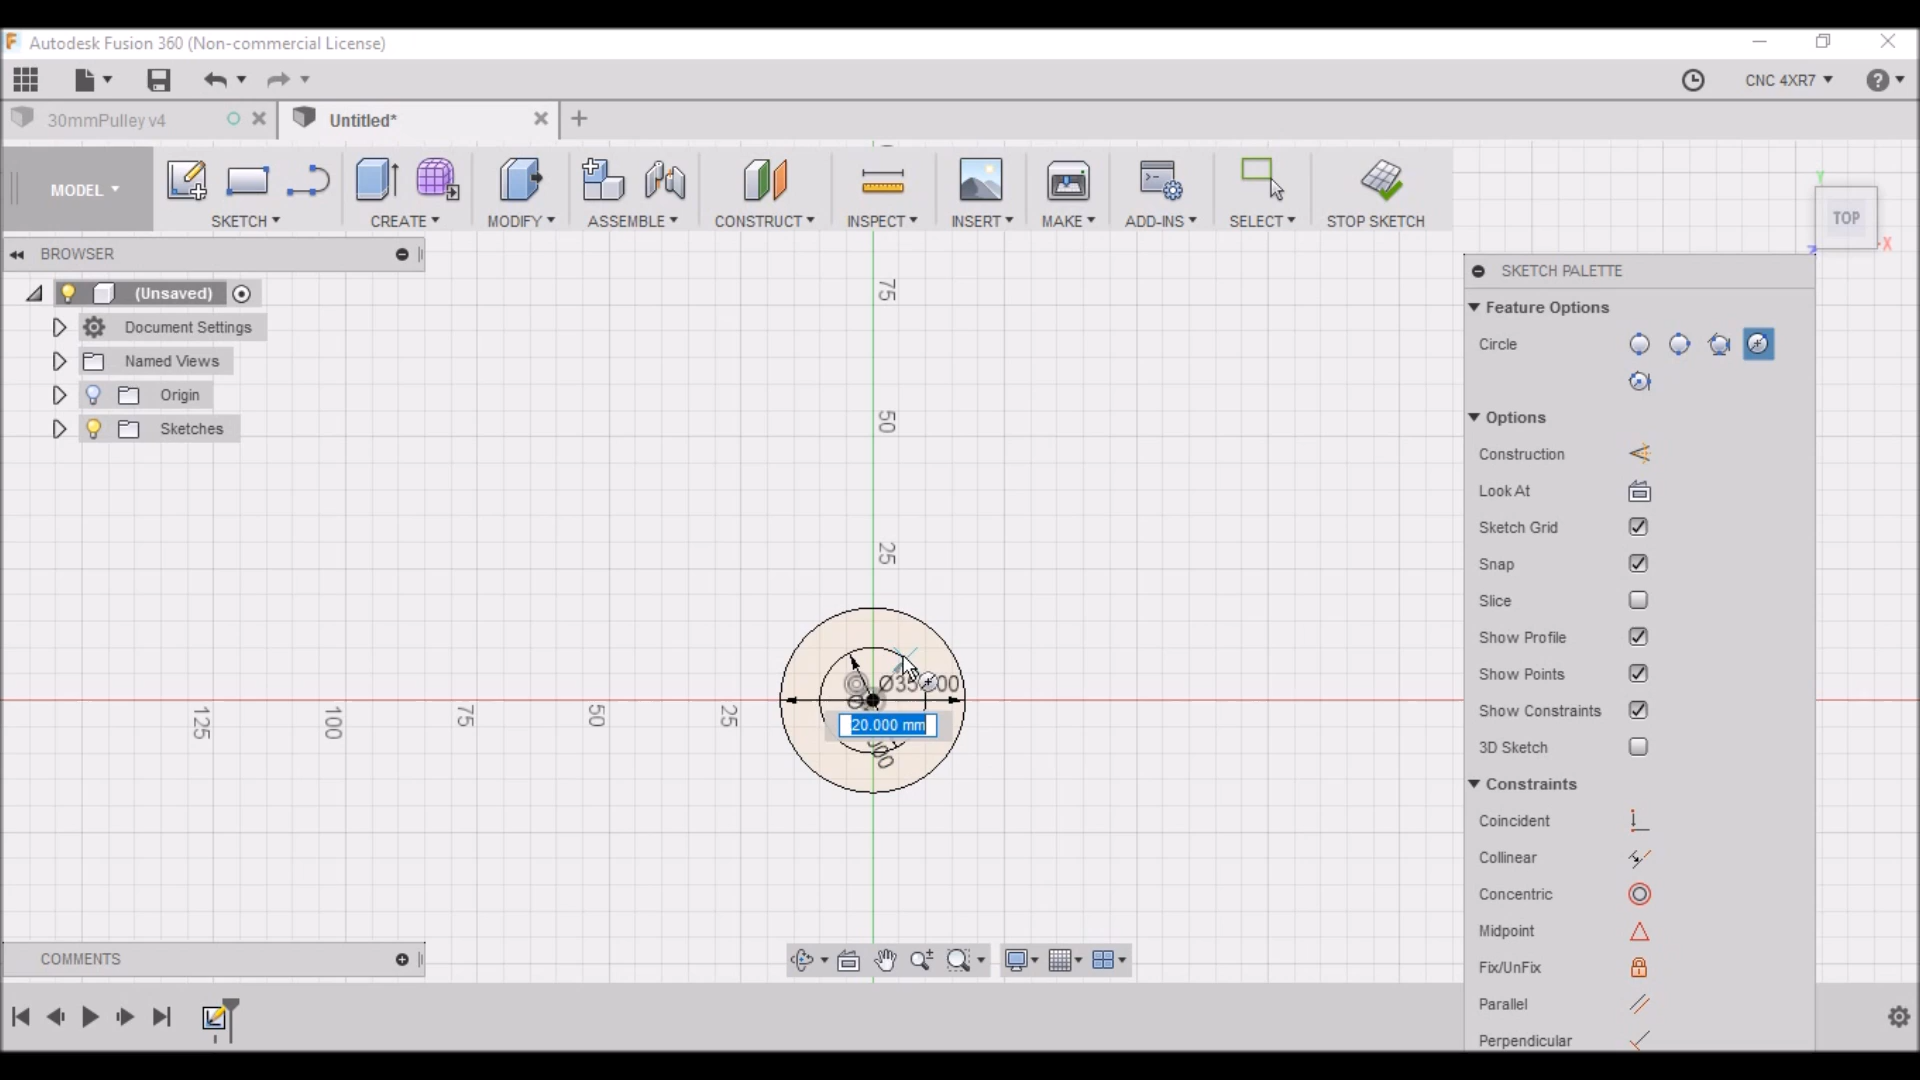 Autodesk Fusion 360 (Non-commercial License)
CNC 4XR7
30mmPulley v4
Untitled*
MODEL
SKETCH
CREATE
MODIFY
ASSEMBLE
CONSTRUCT
INSPECT
INSERT
MAKE
ADD-INS
SELECT
STOP SKETCH
TOP
Y
X
Z
BROWSER
(Unsaved)
Document Settings
Named Views
Origin
Sketches
75
50
25
125
100
75
50
25
20.000 mm
SKETCH PALETTE
Feature Options
Circle
Options
Construction
Look At
Sketch Grid
Snap
Slice
Show Profile
Show Points
Show Constraints
3D Sketch
Constraints
Coincident
Collinear
Concentric
Midpoint
Fix/UnFix
Parallel
Perpendicular
COMMENTS